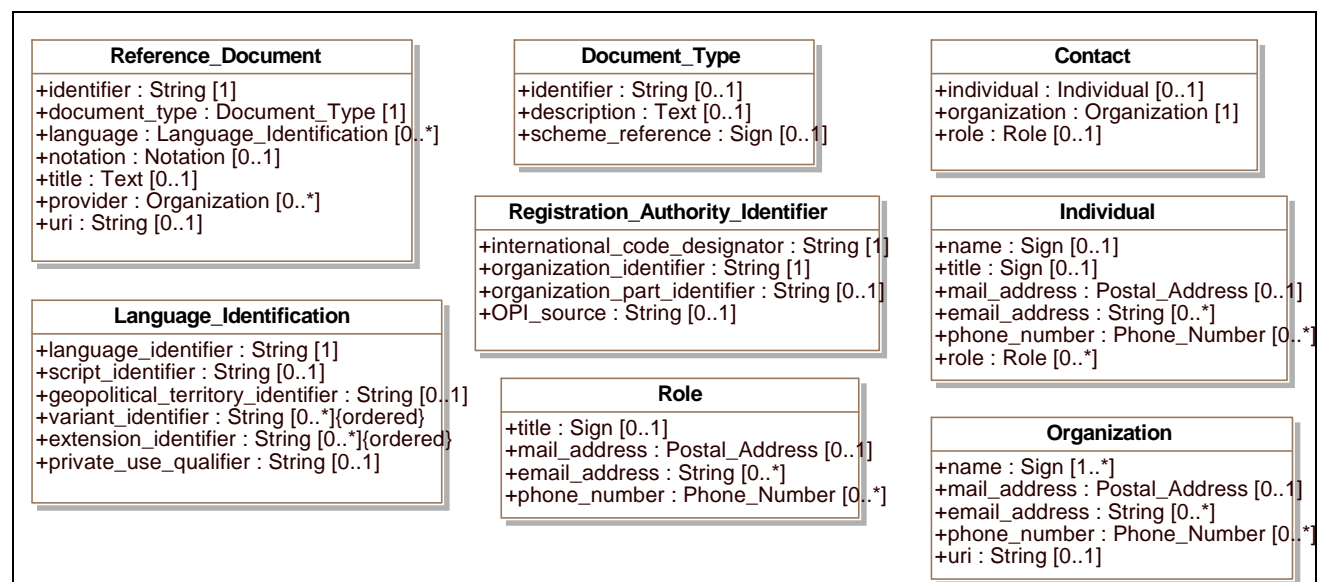 Reference_Document
+identifier : String [1]
+document_type : Document_Type [1]
+language : Language_Identification [0..*]
+notation : Notation [0..1]
+title : Text [0..1]
+provider : Organization [0..*]
+uri : String [0..1]
Language_Identification
+language_identifier : String [1]
+script_identifier : String [0..1]
+geopolitical_territory_identifier : String [0..1]
+variant_identifier : String [0..*]{ordered}
+extension_identifier : String [0..*]{ordered}
+private_use_qualifier : String [0..1]
Document_Type
+identifier : String [0..1]
+description : Text [0..1]
+scheme_reference : Sign [0..1]
Registration_Authority_Identifier
+international_code_designator : String [1]
+organization_identifier : String [1]
+organization_part_identifier : String [0..1]
+OPI_source : String [0..1]
Role
+title : Sign [0..1]
+mail_address : Postal_Address [0..1]
+email_address : String [0..*]
+phone_number : Phone_Number [0..*]
Contact
+individual : Individual [0..1]
+organization : Organization [1]
+role : Role [0..1]
Individual
+name : Sign [0..1]
+title : Sign [0..1]
+mail_address : Postal_Address [0..1]
+email_address : String [0..*]
+phone_number : Phone_Number [0..*]
+role : Role [0..*]
Organization
+name : Sign [1..*]
+mail_address : Postal_Address [0..1]
+email_address : String [0..*]
+phone_number : Phone_Number [0..*]
+uri : String [0..1]